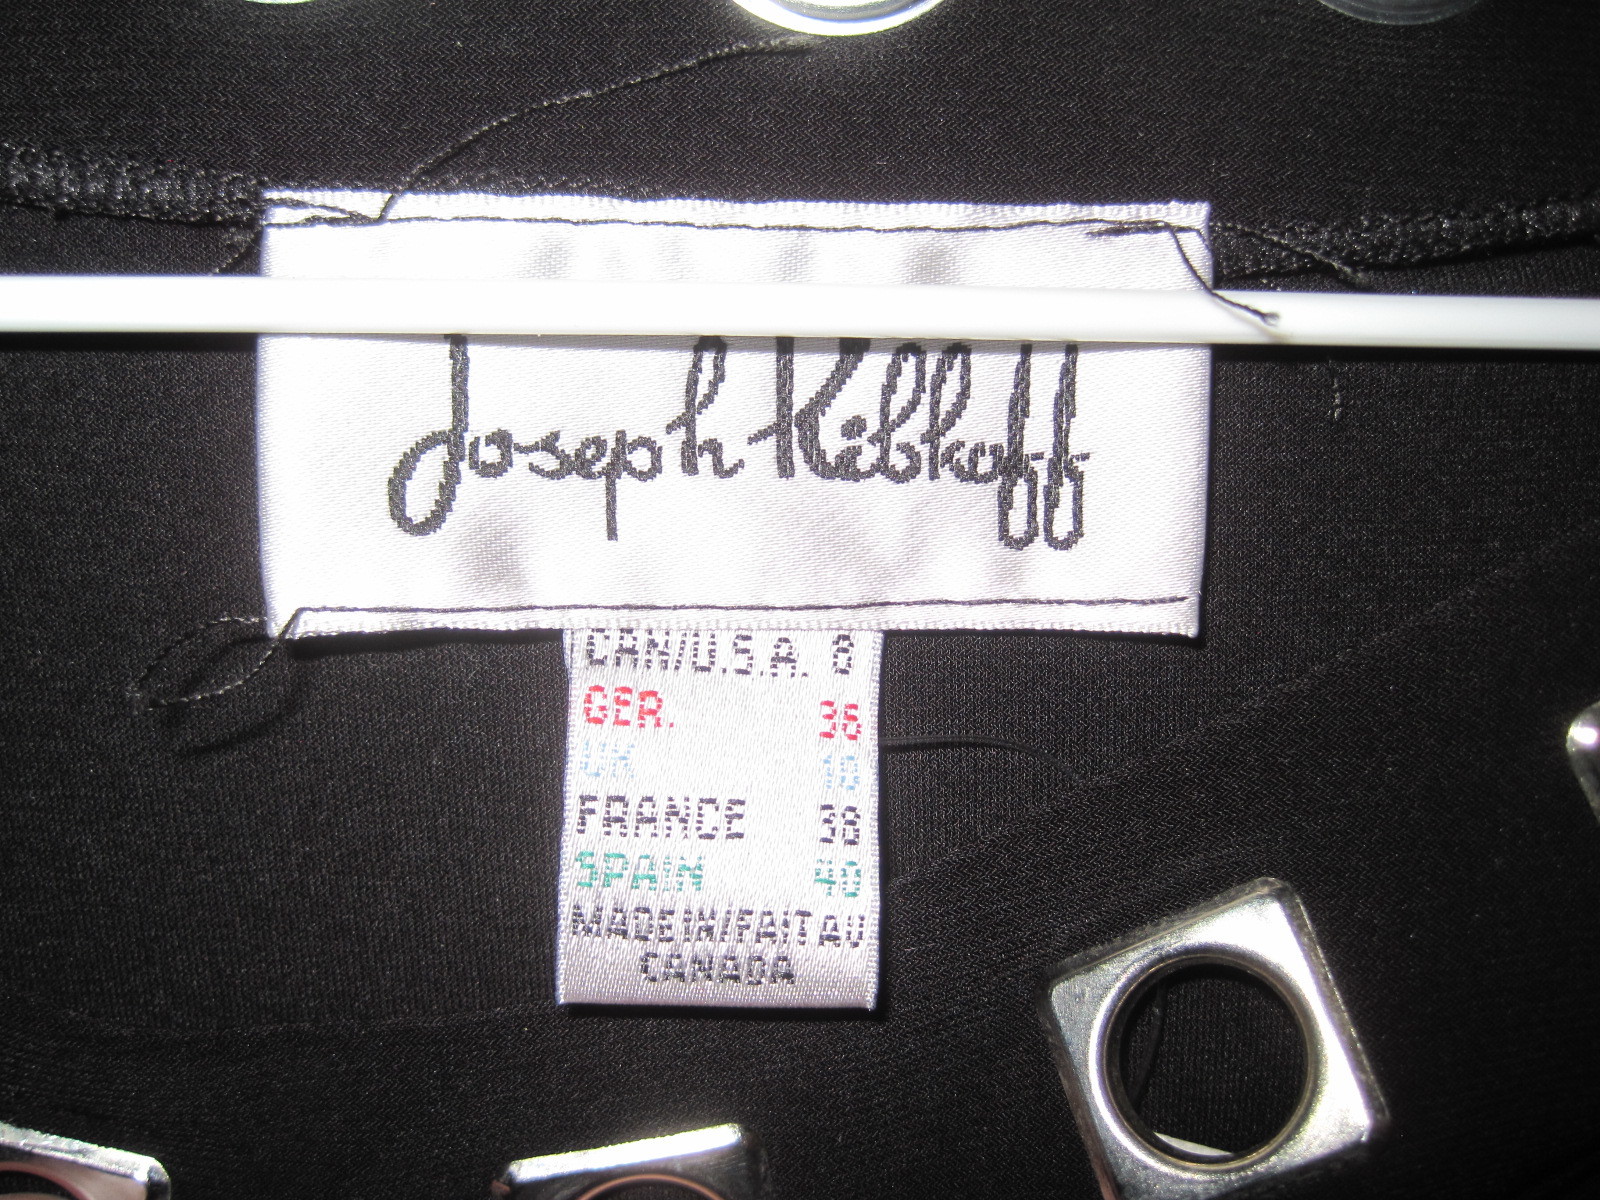 Joseph Ribkoff
CAN/U.S.A. 8
GER. 36
UK 10
FRANCE 38
SPAIN 40
MADE IN/FAIT AU
CANADA